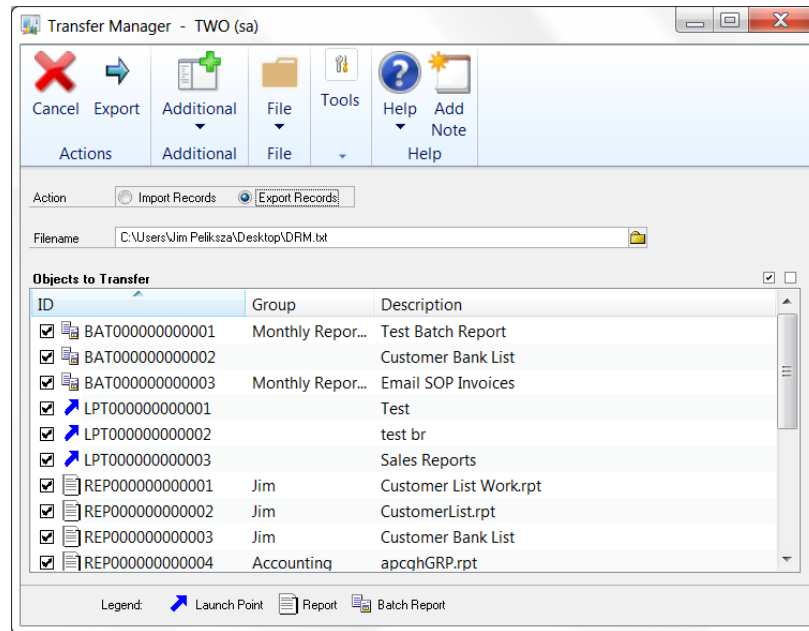 Transfer Manager - TWO (sa)
Cancel Export Additional File Tools Help Add Note
Actions Additional File Help
Action Import Records Export Records
Filename C:\Users\Jim Peliksza\Desktop\DRM.txt
Objects to Transfer
ID Group Description
BAT000000000001 Monthly Repor... Test Batch Report
BAT000000000002 Customer Bank List
BAT000000000003 Monthly Repor... Email SOP Invoices
LPT000000000001 Test
LPT000000000002 test br
LPT000000000003 Sales Reports
REP000000000001 Jim Customer List Work.rpt
REP000000000002 Jim CustomerList.rpt
REP000000000003 Jim Customer Bank List
REP000000000004 Accounting apcghGRP.rpt
Legend: Launch Point Report Batch Report